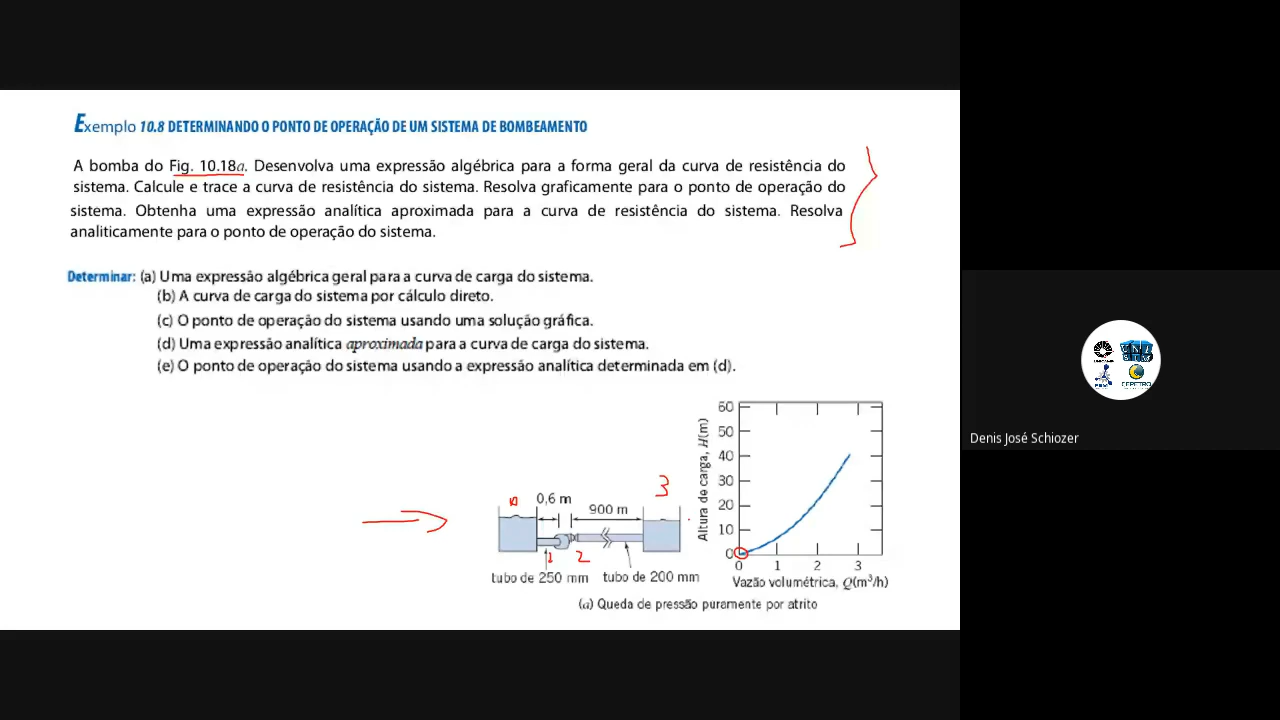 Exemplo 10.8 DETERMINANDO O PONTO DE OPERAÇÃO DE UM SISTEMA DE BOMBEAMENTO
A bomba do Fig. 10.18a. Desenvolva uma expressão algébrica para a forma geral da curva de resistência do
sistema. Calcule e trace a curva de resistência do sistema. Resolva graficamente para o ponto de operação do
sistema. Obtenha uma expressão analítica aproximada para a curva de resistência do sistema. Resolva
analiticamente para o ponto de operação do sistema.
Determinar: (a) Uma expressão algébrica geral para a curva de carga do sistema.
(b) A curva de carga do sistema por cálculo direto.
(c) O ponto de operação do sistema usando uma solução gráfica.
(d) Uma expressão analítica aproximada para a curva de carga do sistema.
(e) O ponto de operação do sistema usando a expressão analítica determinada em (d).
0,6 m
900 m
3
1
2
tubo de 250 mm
tubo de 200 mm
Altura de carga, H(m)
60
50
40
30
20
10
0
0 1 2 3
Vazão volumétrica, Q(m³/h)
(a) Queda de pressão puramente por atrito
Denis José Schiozer
CEPETRO